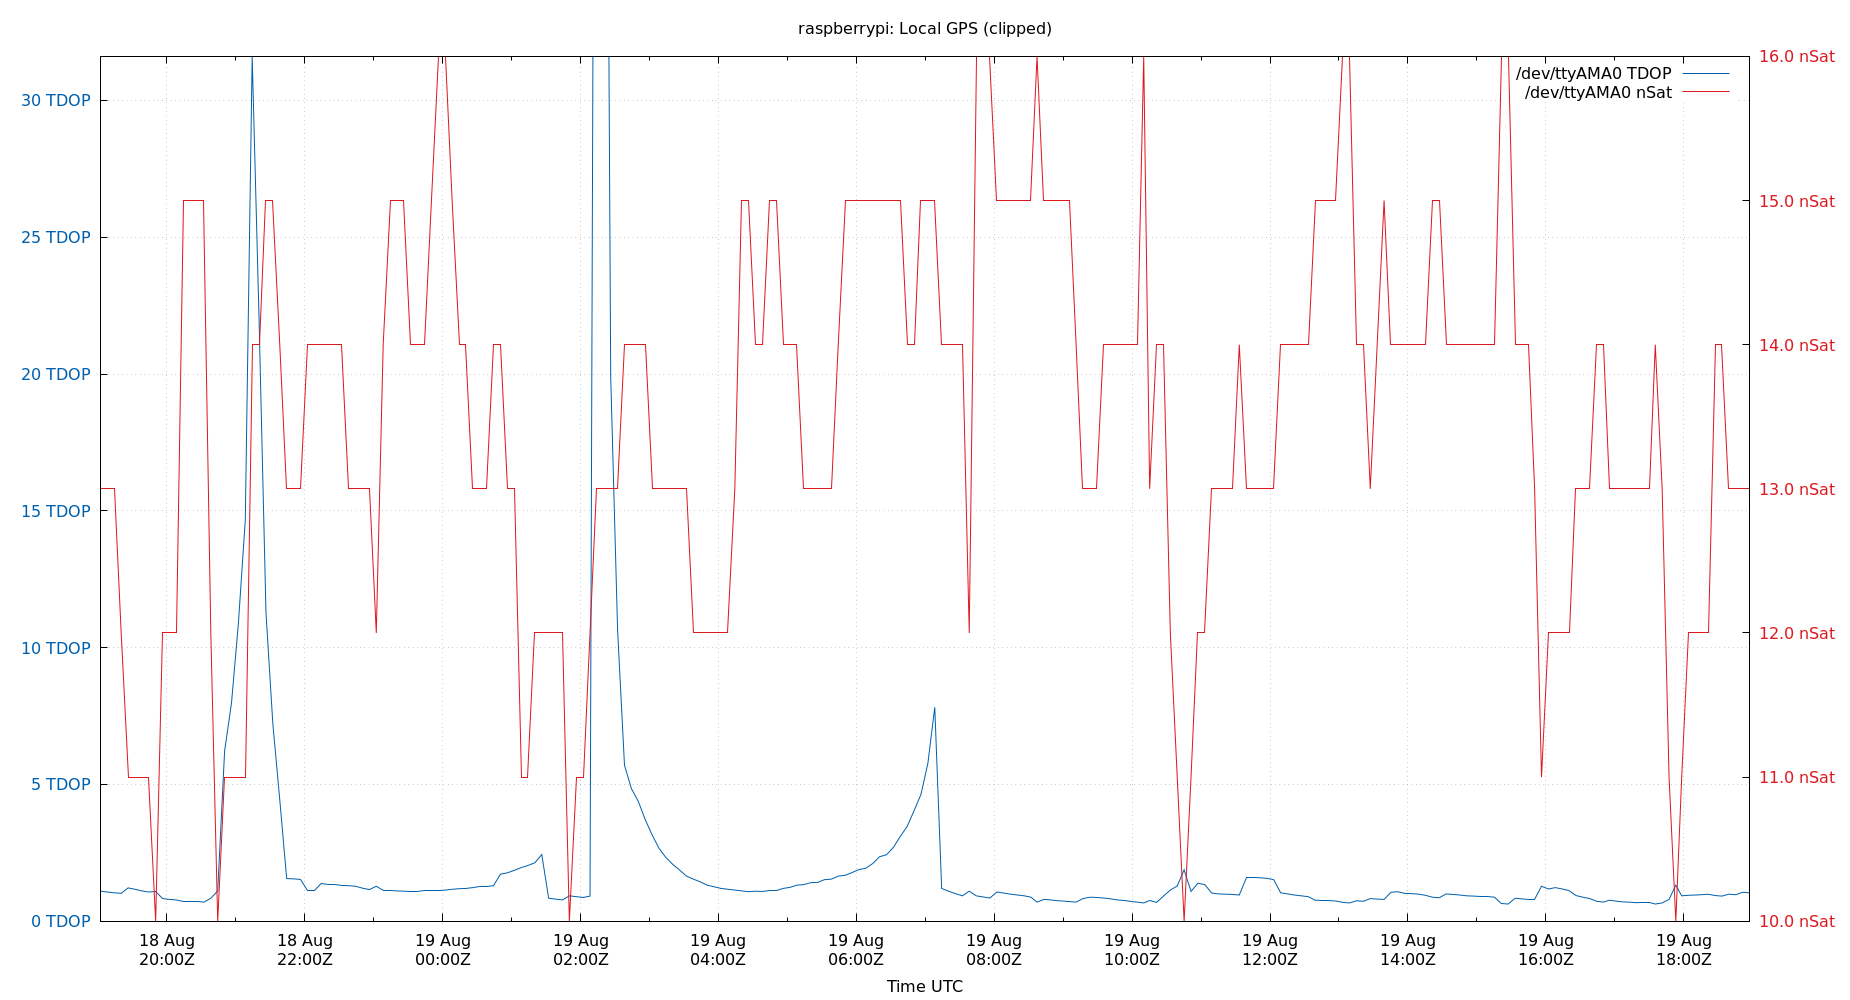 raspberrypi: Local GPS (clipped)
/dev/ttyAMA0 TDOP
/dev/ttyAMA0 nSat
30 TDOP
25 TDOP
20 TDOP
15 TDOP
10 TDOP
5 TDOP
0 TDOP
16.0 nSat
15.0 nSat
14.0 nSat
13.0 nSat
12.0 nSat
11.0 nSat
10.0 nSat
18 Aug
20:00Z
18 Aug
22:00Z
19 Aug
00:00Z
19 Aug
02:00Z
19 Aug
04:00Z
19 Aug
06:00Z
19 Aug
08:00Z
19 Aug
10:00Z
19 Aug
12:00Z
19 Aug
14:00Z
19 Aug
16:00Z
19 Aug
18:00Z
Time UTC